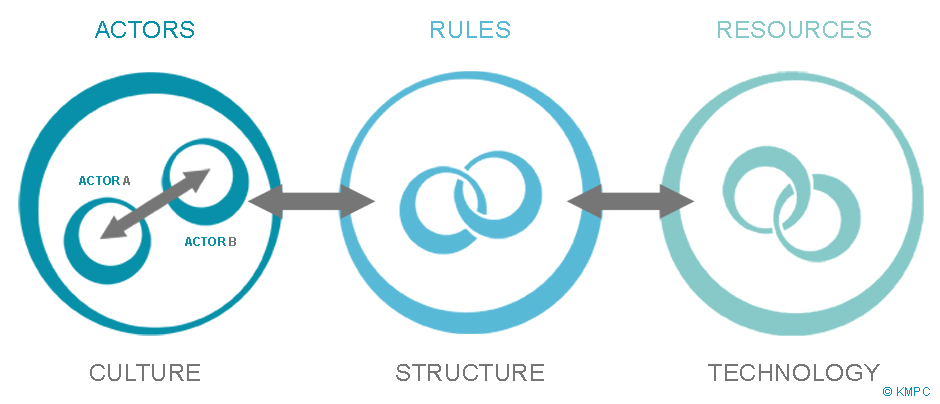 ACTORS
RULES
RESOURCES
ACTOR A
ACTOR B
CULTURE
STRUCTURE
TECHNOLOGY
© KMPC